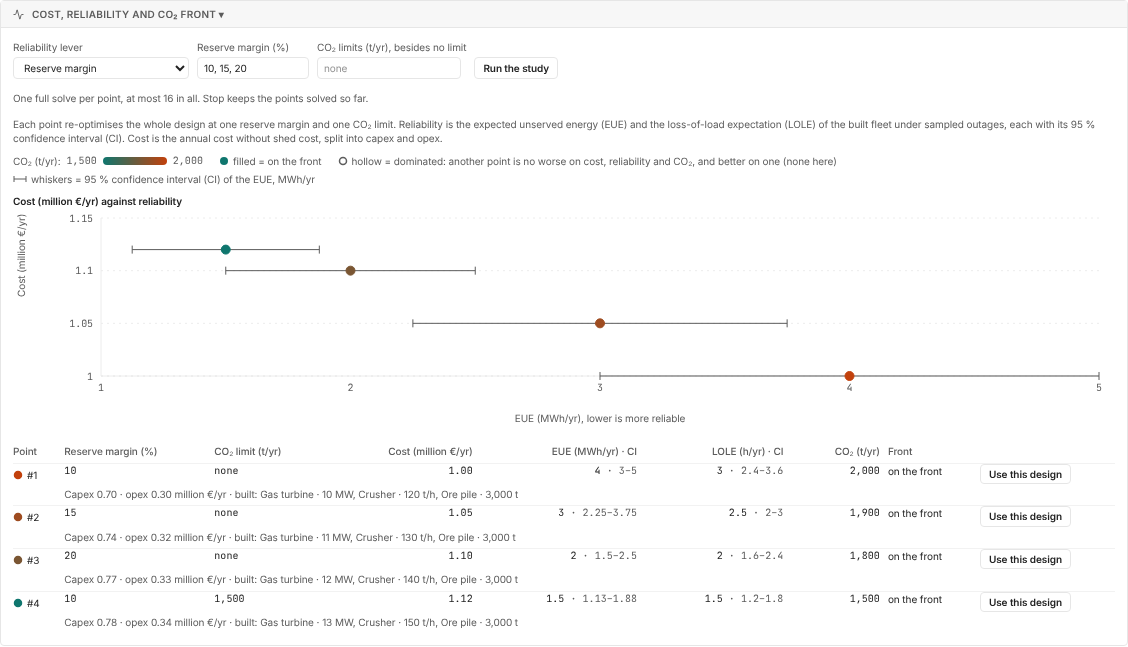 COST, RELIABILITY AND CO₂ FRONT ▾
Reliability lever
Reserve margin (%)
CO₂ limits (t/yr), besides no limit
Reserve margin
10, 15, 20
none
Run the study
One full solve per point, at most 16 in all. Stop keeps the points solved so far.
Each point re-optimises the whole design at one reserve margin and one CO₂ limit. Reliability is the expected unserved energy (EUE) and the loss-of-load expectation (LOLE) of the built fleet under sampled outages, each with its 95 %
confidence interval (CI). Cost is the annual cost without shed cost, split into capex and opex.
CO₂ (t/yr): 1,500 2,000 filled = on the front hollow = dominated: another point is no worse on cost, reliability and CO₂, and better on one (none here)
whiskers = 95 % confidence interval (CI) of the EUE, MWh/yr
Cost (million €/yr) against reliability
Cost (million €/yr)
1.15
1.1
1.05
1
1 2 3 4 5
EUE (MWh/yr), lower is more reliable
Point Reserve margin (%) CO₂ limit (t/yr) Cost (million €/yr) EUE (MWh/yr) · CI LOLE (h/yr) · CI CO₂ (t/yr) Front
#1 10 none 1.00 4 · 3–5 3 · 2.4–3.6 2,000 on the front Use this design
Capex 0.70 · opex 0.30 million €/yr · built: Gas turbine · 10 MW, Crusher · 120 t/h, Ore pile · 3,000 t
#2 15 none 1.05 3 · 2.25–3.75 2.5 · 2–3 1,900 on the front Use this design
Capex 0.74 · opex 0.32 million €/yr · built: Gas turbine · 11 MW, Crusher · 130 t/h, Ore pile · 3,000 t
#3 20 none 1.10 2 · 1.5–2.5 2 · 1.6–2.4 1,800 on the front Use this design
Capex 0.77 · opex 0.33 million €/yr · built: Gas turbine · 12 MW, Crusher · 140 t/h, Ore pile · 3,000 t
#4 10 1,500 1.12 1.5 · 1.13–1.88 1.5 · 1.2–1.8 1,500 on the front Use this design
Capex 0.78 · opex 0.34 million €/yr · built: Gas turbine · 13 MW, Crusher · 150 t/h, Ore pile · 3,000 t